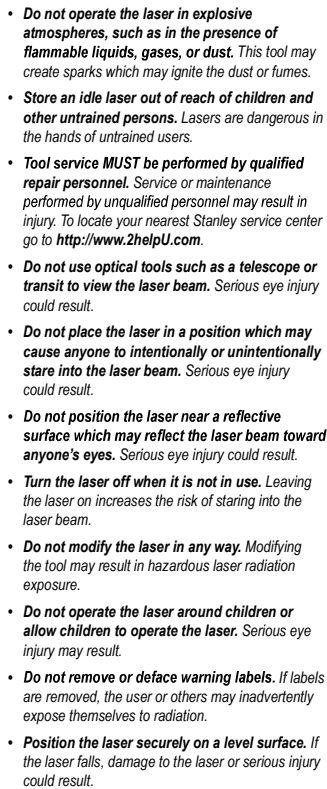 • Do not operate the laser in explosive
atmospheres, such as in the presence of
flammable liquids, gases, or dust. This tool may
create sparks which may ignite the dust or fumes.
• Store an idle laser out of reach of children and
other untrained persons. Lasers are dangerous in
the hands of untrained users.
• Tool service MUST be performed by qualified
repair personnel. Service or maintenance
performed by unqualified personnel may result in
injury. To locate your nearest Stanley service center
go to http://www.2helpU.com.
• Do not use optical tools such as a telescope or
transit to view the laser beam. Serious eye injury
could result.
• Do not place the laser in a position which may
cause anyone to intentionally or unintentionally
stare into the laser beam. Serious eye injury
could result.
• Do not position the laser near a reflective
surface which may reflect the laser beam toward
anyone's eyes. Serious eye injury could result.
• Turn the laser off when it is not in use. Leaving
the laser on increases the risk of staring into the
laser beam.
• Do not modify the laser in any way. Modifying
the tool may result in hazardous laser radiation
exposure.
• Do not operate the laser around children or
allow children to operate the laser. Serious eye
injury may result.
• Do not remove or deface warning labels. If labels
are removed, the user or others may inadvertently
expose themselves to radiation.
• Position the laser securely on a level surface. If
the laser falls, damage to the laser or serious injury
could result.